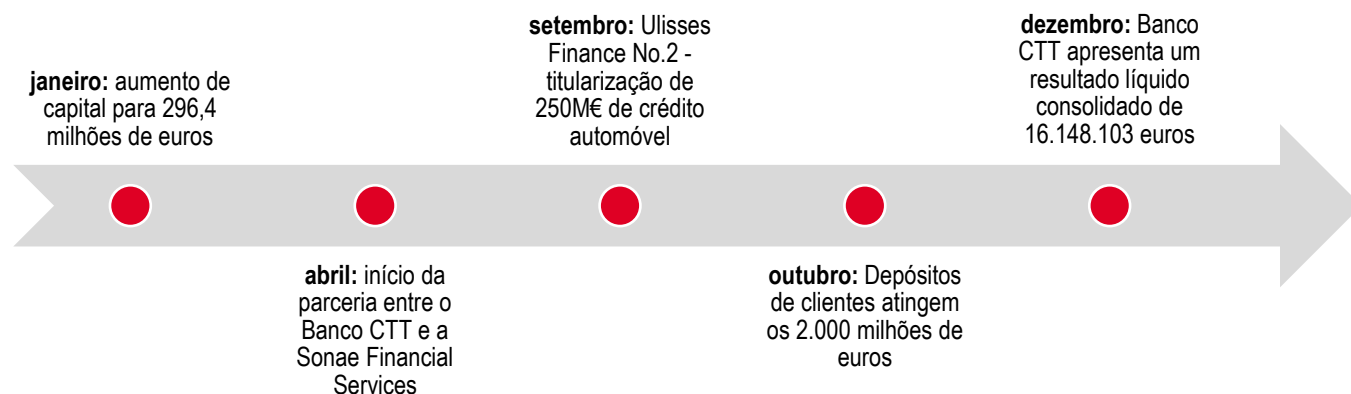 janeiro: aumento de
capital para 296,4
milhões de euros
abril: início da
parceria entre o
Banco CTT e a
Sonae Financial
Services
setembro: Ulisses
Finance No.2 -
titularização de
250M€ de crédito
automóvel
outubro: Depósitos
de clientes atingem
os 2.000 milhões de
euros
dezembro: Banco
CTT apresenta um
resultado líquido
consolidado de
16.148.103 euros